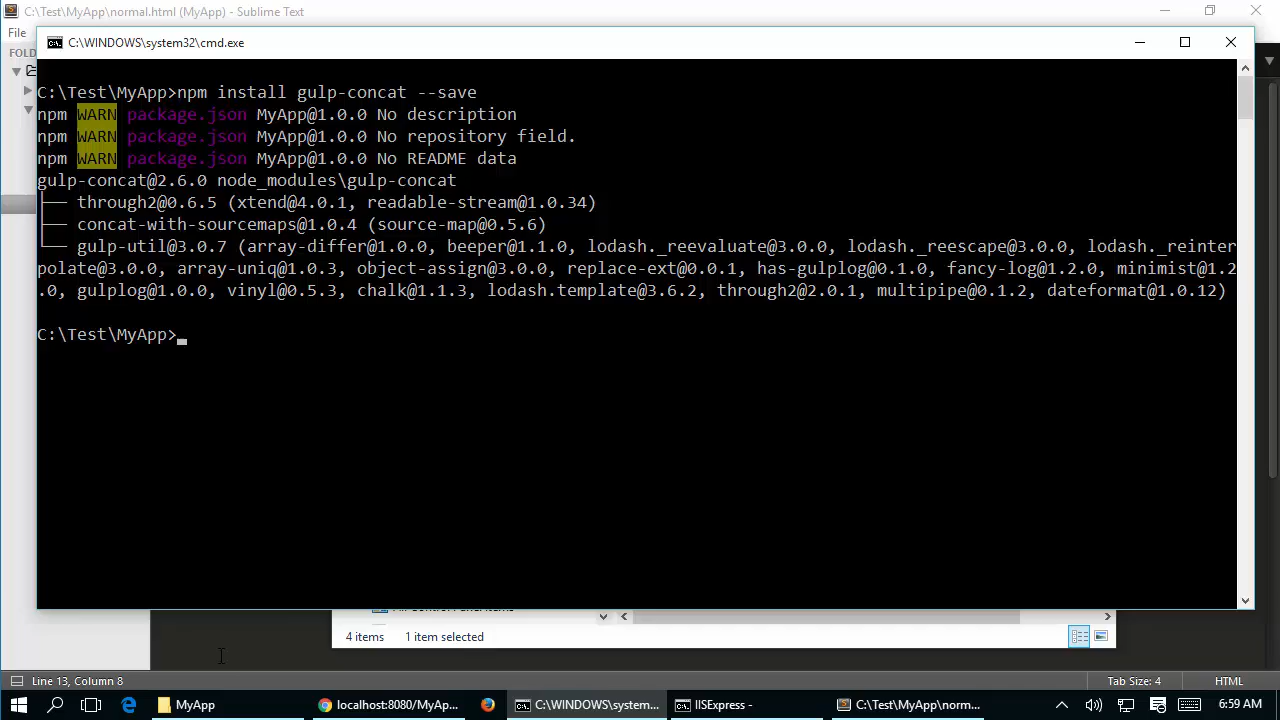 C:\Test\MyApp\normal.html (MyApp) - Sublime Text
File
FOLD
C:\WINDOWS\system32\cmd.exe
C:\Test\MyApp>npm install gulp-concat --save
npm WARN package.json MyApp@1.0.0 No description
npm WARN package.json MyApp@1.0.0 No repository field.
npm WARN package.json MyApp@1.0.0 No README data
gulp-concat@2.6.0 node_modules\gulp-concat
├── through2@0.6.5 (xtend@4.0.1, readable-stream@1.0.34)
├── concat-with-sourcemaps@1.0.4 (source-map@0.5.6)
└── gulp-util@3.0.7 (array-differ@1.0.0, beeper@1.1.0, lodash._reevaluate@3.0.0, lodash._reescape@3.0.0, lodash._reinter
polate@3.0.0, array-uniq@1.0.3, object-assign@3.0.0, replace-ext@0.0.1, has-gulplog@0.1.0, fancy-log@1.2.0, minimist@1.2
.0, gulplog@1.0.0, vinyl@0.5.3, chalk@1.1.3, lodash.template@3.6.2, through2@2.0.1, multipipe@0.1.2, dateformat@1.0.12)
C:\Test\MyApp>
4 items 1 item selected
Line 13, Column 8 Tab Size: 4 HTML
MyApp localhost:8080/MyAp... C:\WINDOWS\system... IISExpress - C:\Test\MyApp\norm... 6:59 AM